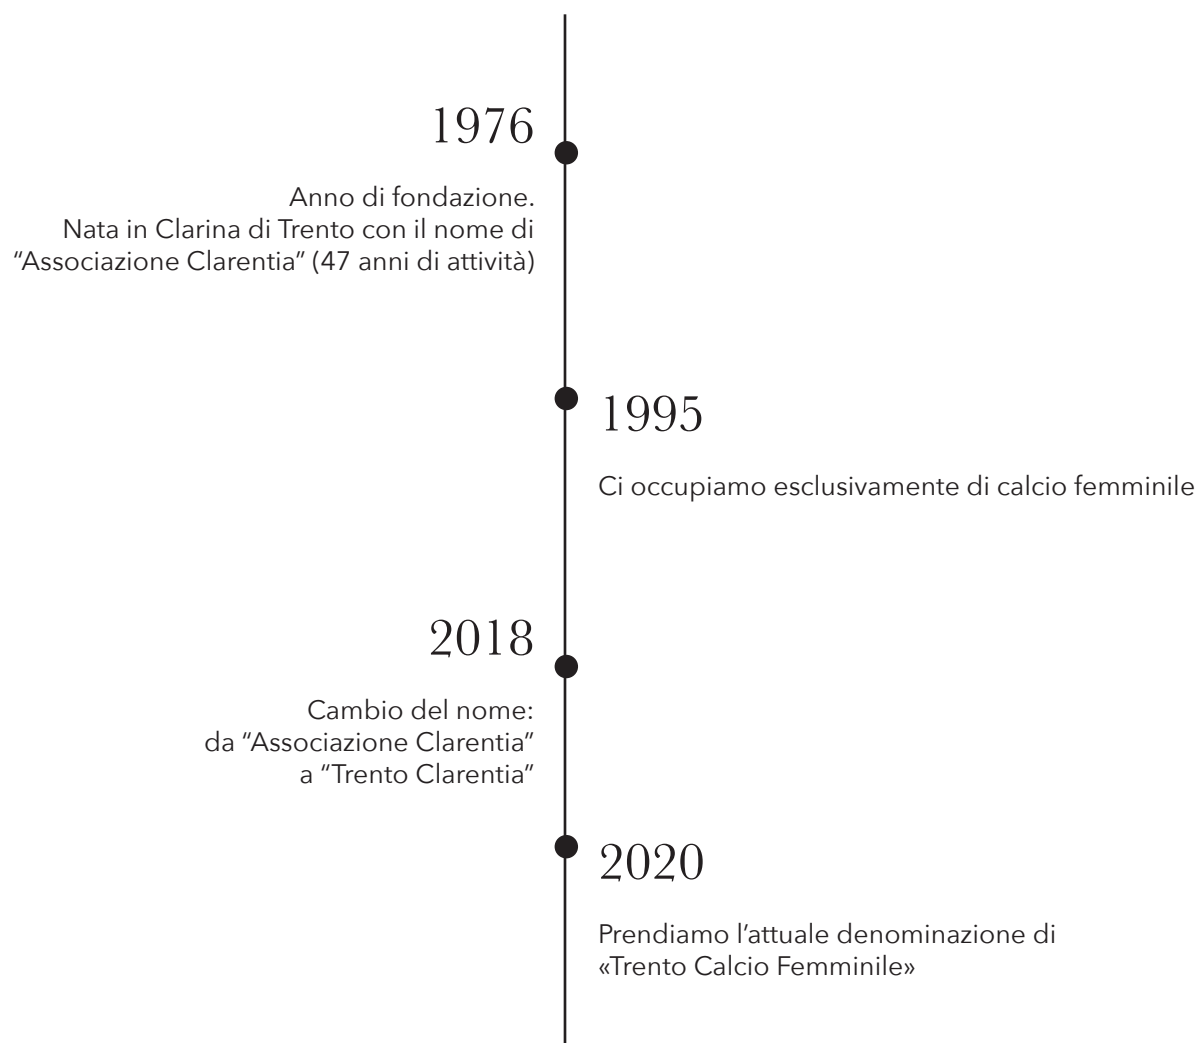 1976
Anno di fondazione.
Nata in Clarina di Trento con il nome di
“Associazione Clarentia” (47 anni di attività)
1995
Ci occupiamo esclusivamente di calcio femminile
2018
Cambio del nome:
da “Associazione Clarentia”
a “Trento Clarentia”
2020
Prendiamo l’attuale denominazione di
«Trento Calcio Femminile»